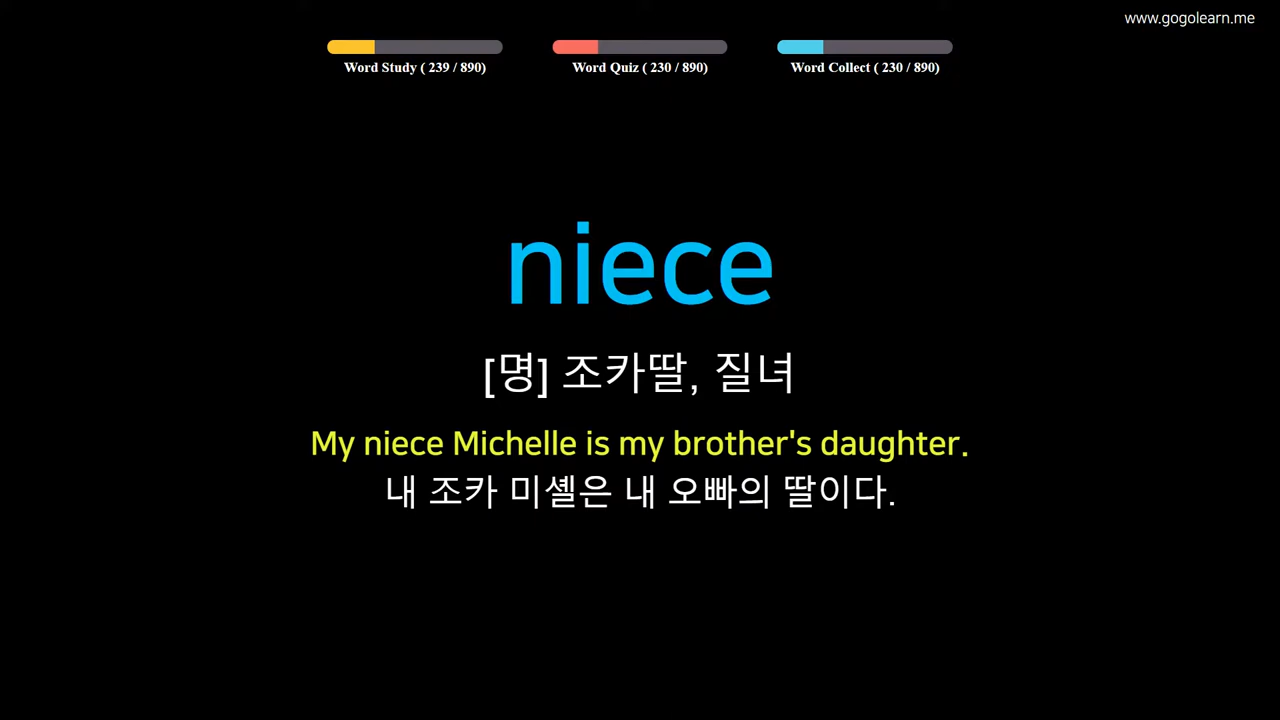 www.gogolearn.me
Word Study ( 239 / 890) Word Quiz ( 230 / 890) Word Collect ( 230 / 890)
niece
[명] 조카딸, 질녀
My niece Michelle is my brother's daughter.
내 조카 미셸은 내 오빠의 딸이다.